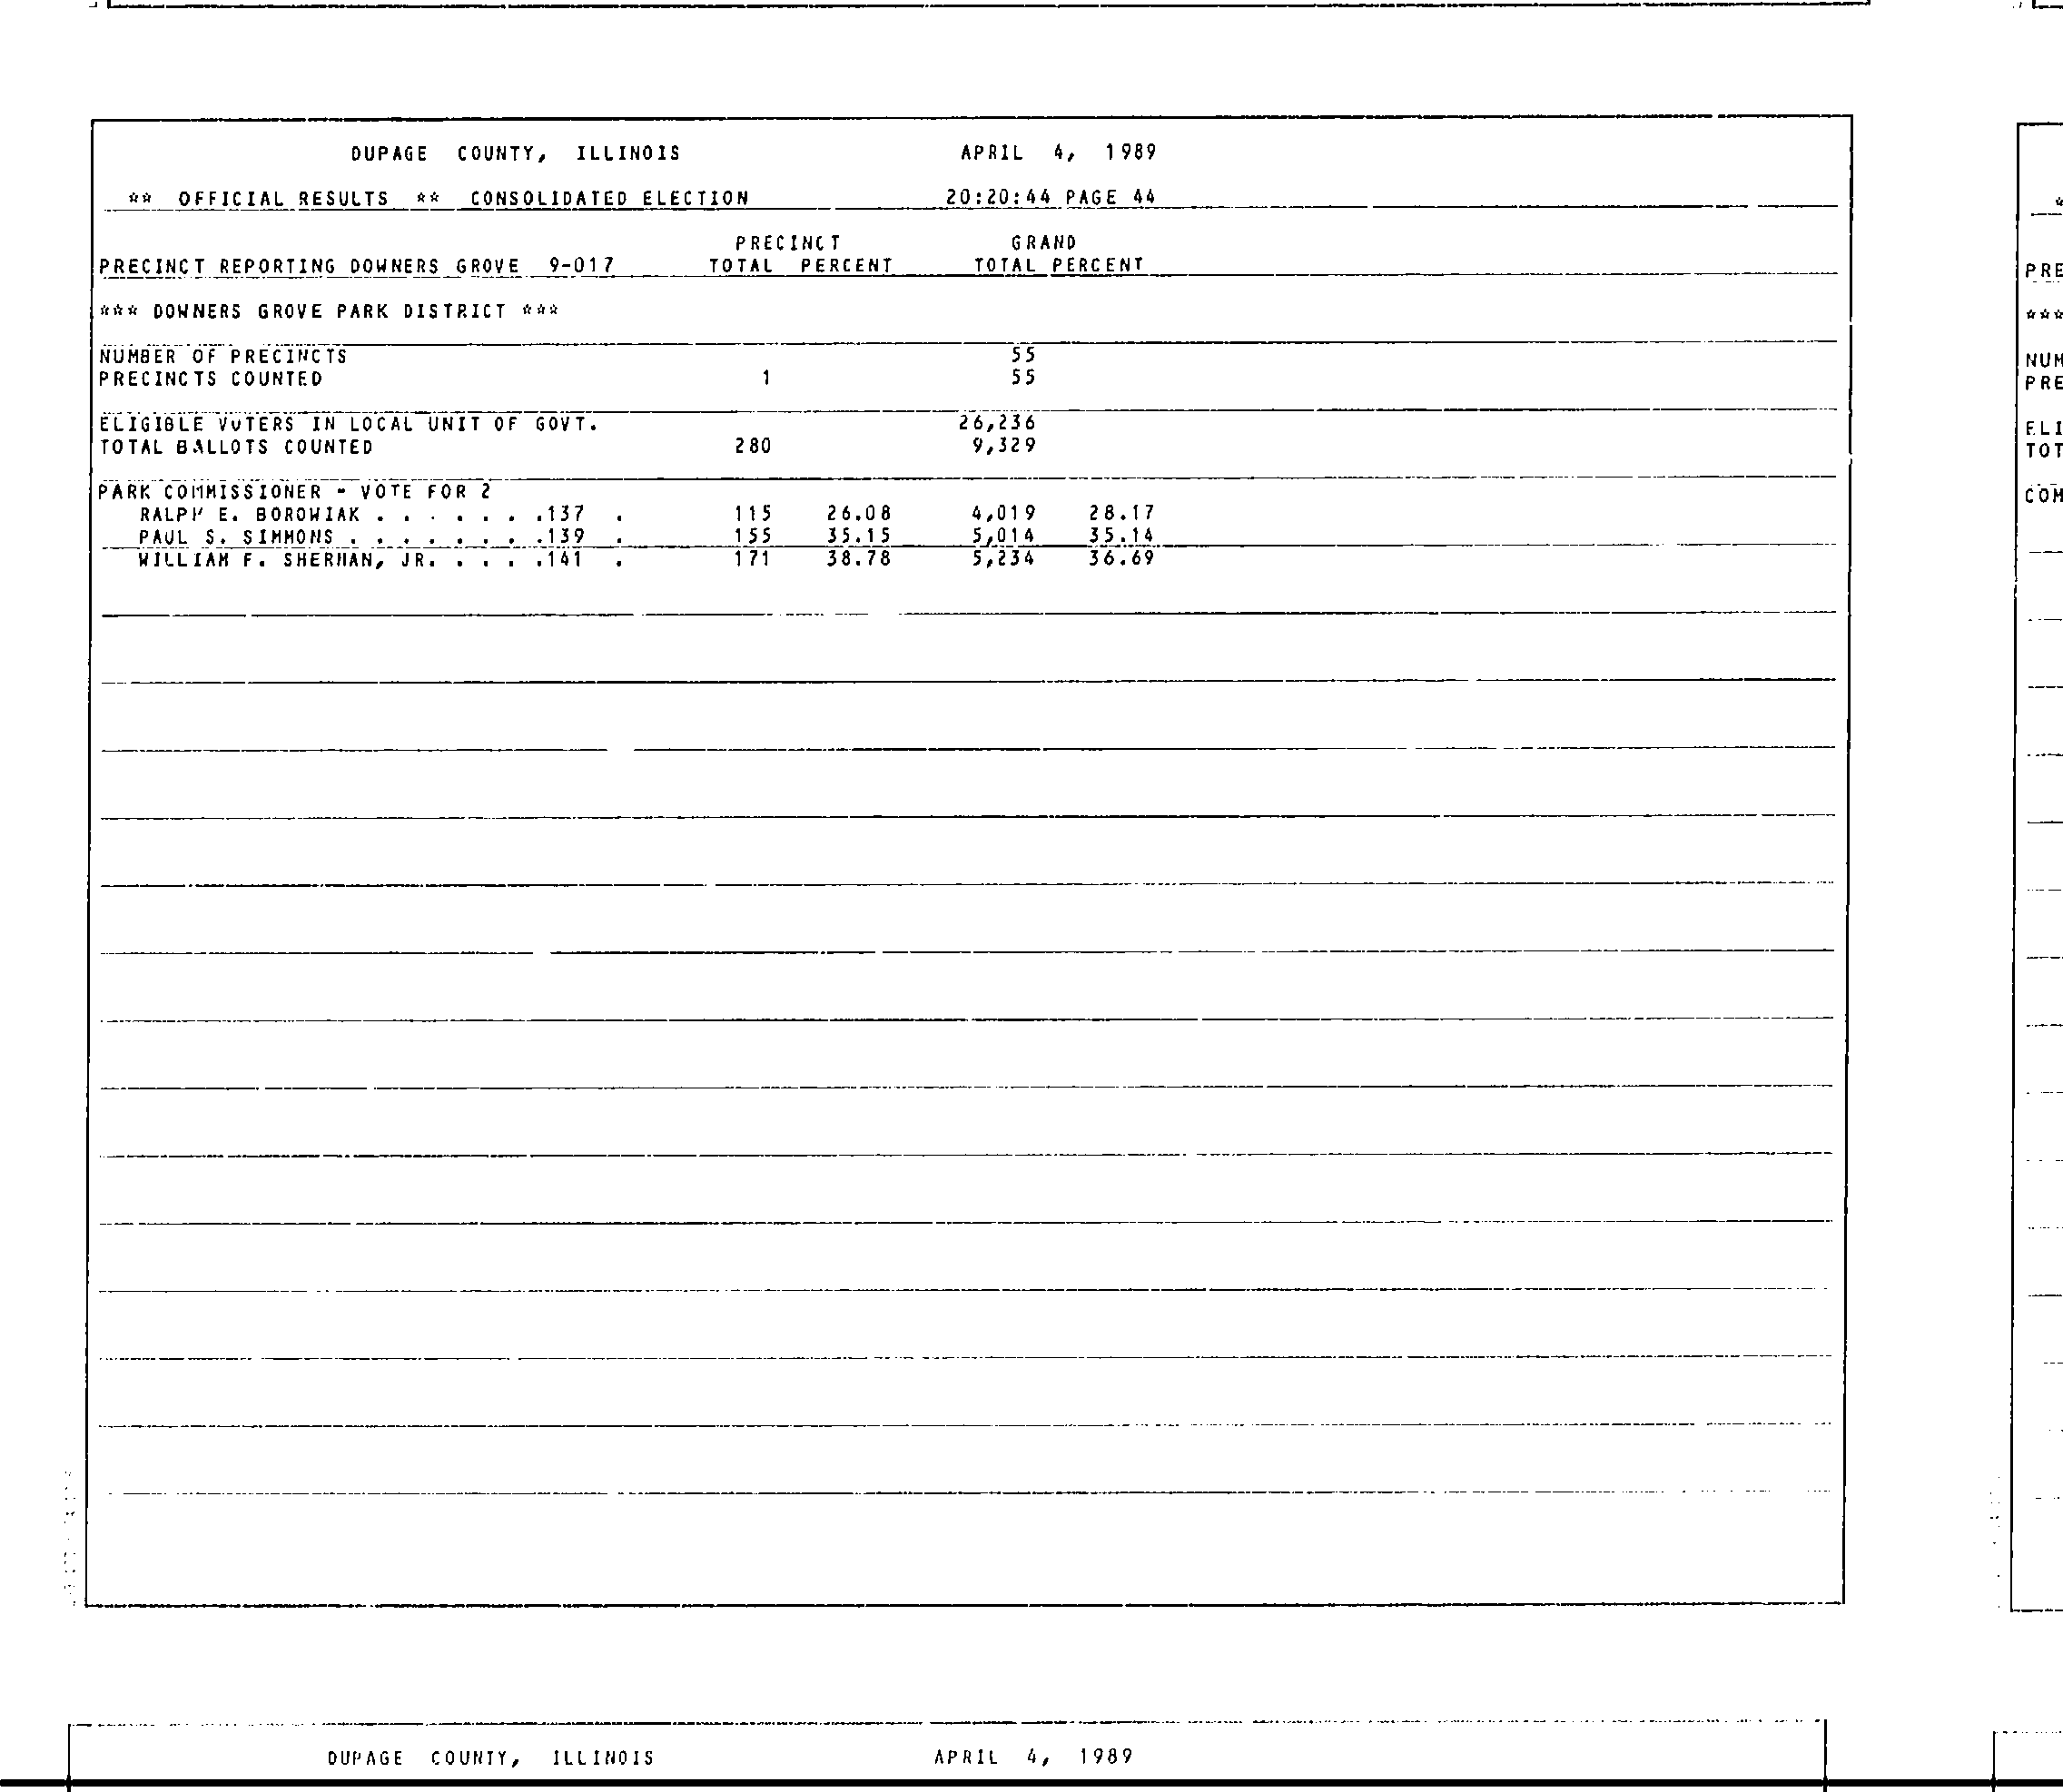 DUPAGE COUNTY, ILLINOIS APRIL 4, 1989
** OFFICIAL RESULTS ** CONSOLIDATED ELECTION 20:20:44 PAGE 44
PRECINCT GRAND
PRECINCT REPORTING DOWNERS GROVE 9-017 TOTAL PERCENT TOTAL PERCENT
*** DOWNERS GROVE PARK DISTRICT ***
NUMBER OF PRECINCTS 55
PRECINCTS COUNTED 1 55
ELIGIBLE VOTERS IN LOCAL UNIT OF GOVT. 26,236
TOTAL BALLOTS COUNTED 280 9,329
PARK COMMISSIONER - VOTE FOR 2
RALPH E. BOROWIAK . . . . . . .137 . 115 26.08 4,019 28.17
PAUL S. SIMMONS . . . . . . . .139 . 155 35.15 5,014 35.14
WILLIAM F. SHERMAN, JR. . . . .141 . 171 38.78 5,234 36.69
PRE
***
NUM
PRE
ELI
TOT
COM
DUPAGE COUNTY, ILLINOIS APRIL 4, 1989